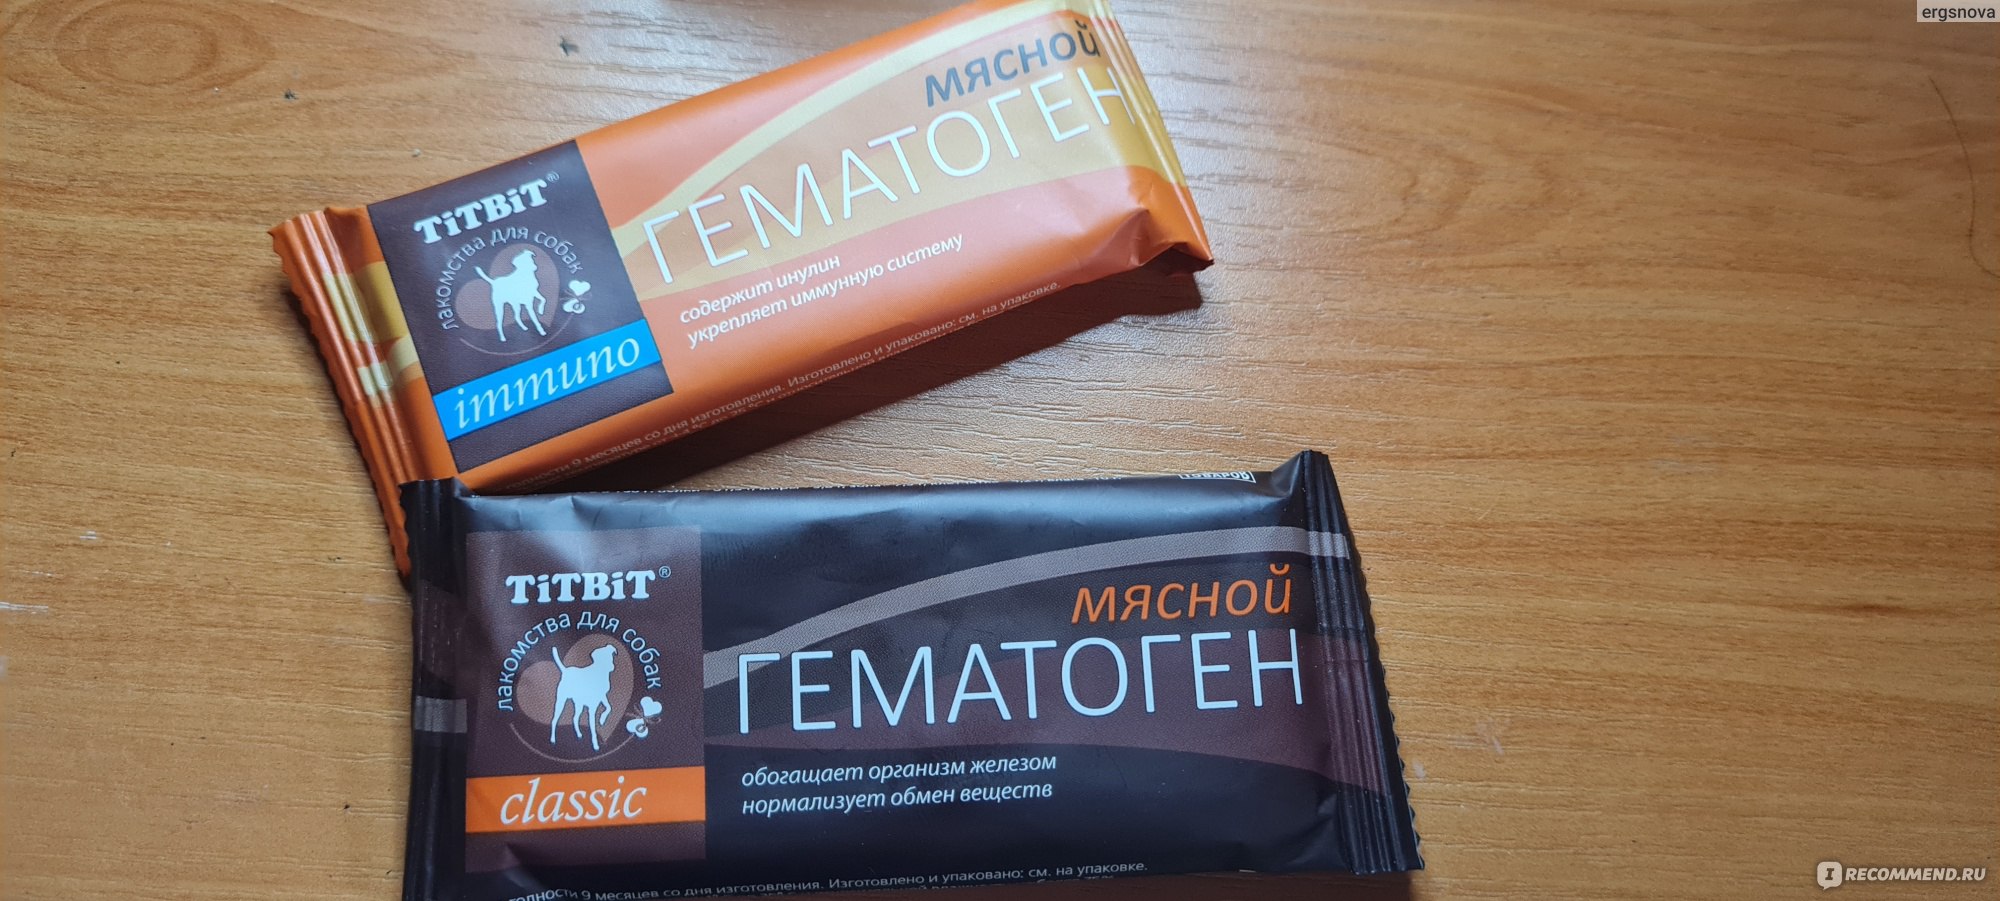 ergsnova
мясной
ГЕМАТОГЕН
TiTBiT®
лакомства для собак
immuno
содержит инулин
укрепляет иммунную систему
9 месяцев со дня изготовления. Изготовлено и упаковано: см. на упаковке.
TiTBiT®
лакомства для собак
classic
мясной
ГЕМАТОГЕН
обогащает организм железом
нормализует обмен веществ
9 месяцев со дня изготовления. Изготовлено и упаковано: см. на упаковке.
I RECOMMEND.RU